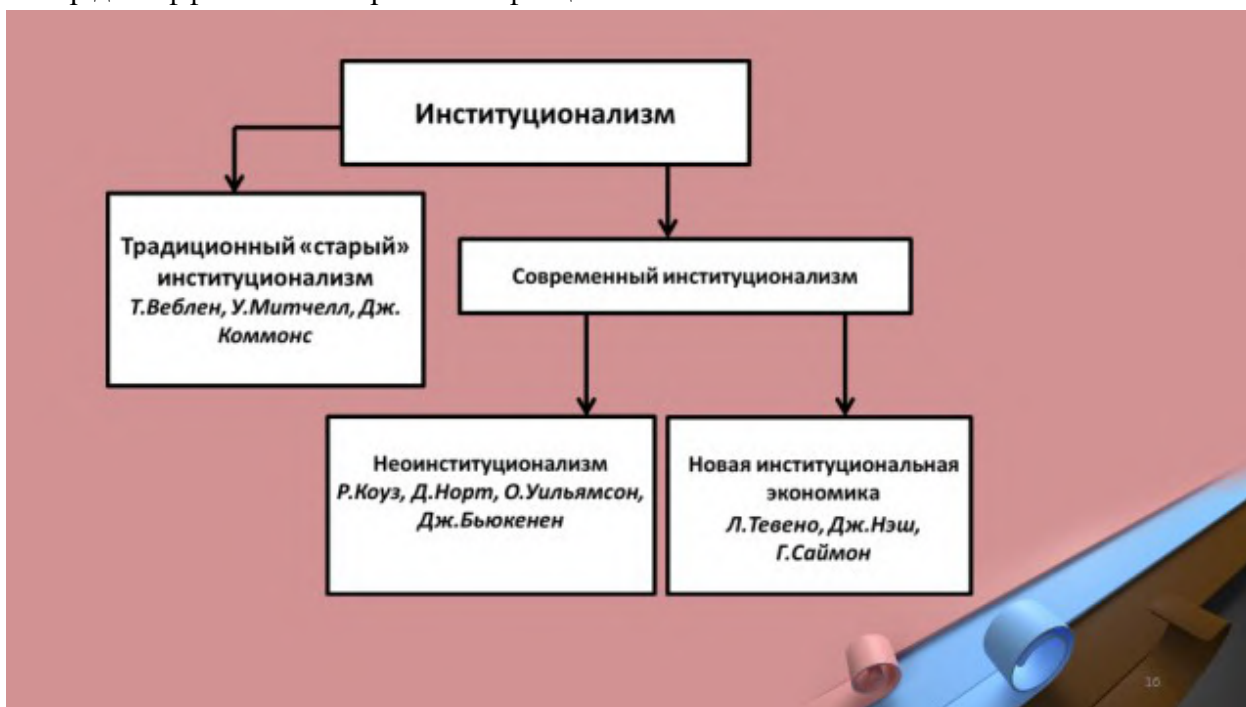 Институционализм
Традиционный «старый»
институционализм
Т.Веблен, У.Митчелл, Дж.
Коммонс
Современный институционализм
Неоинституционализм
Р.Коуз, Д.Норт, О.Уильямсон,
Дж.Бьюкенен
Новая институциональная
экономика
Л.Тевено, Дж.Нэш,
Г.Саймон
16